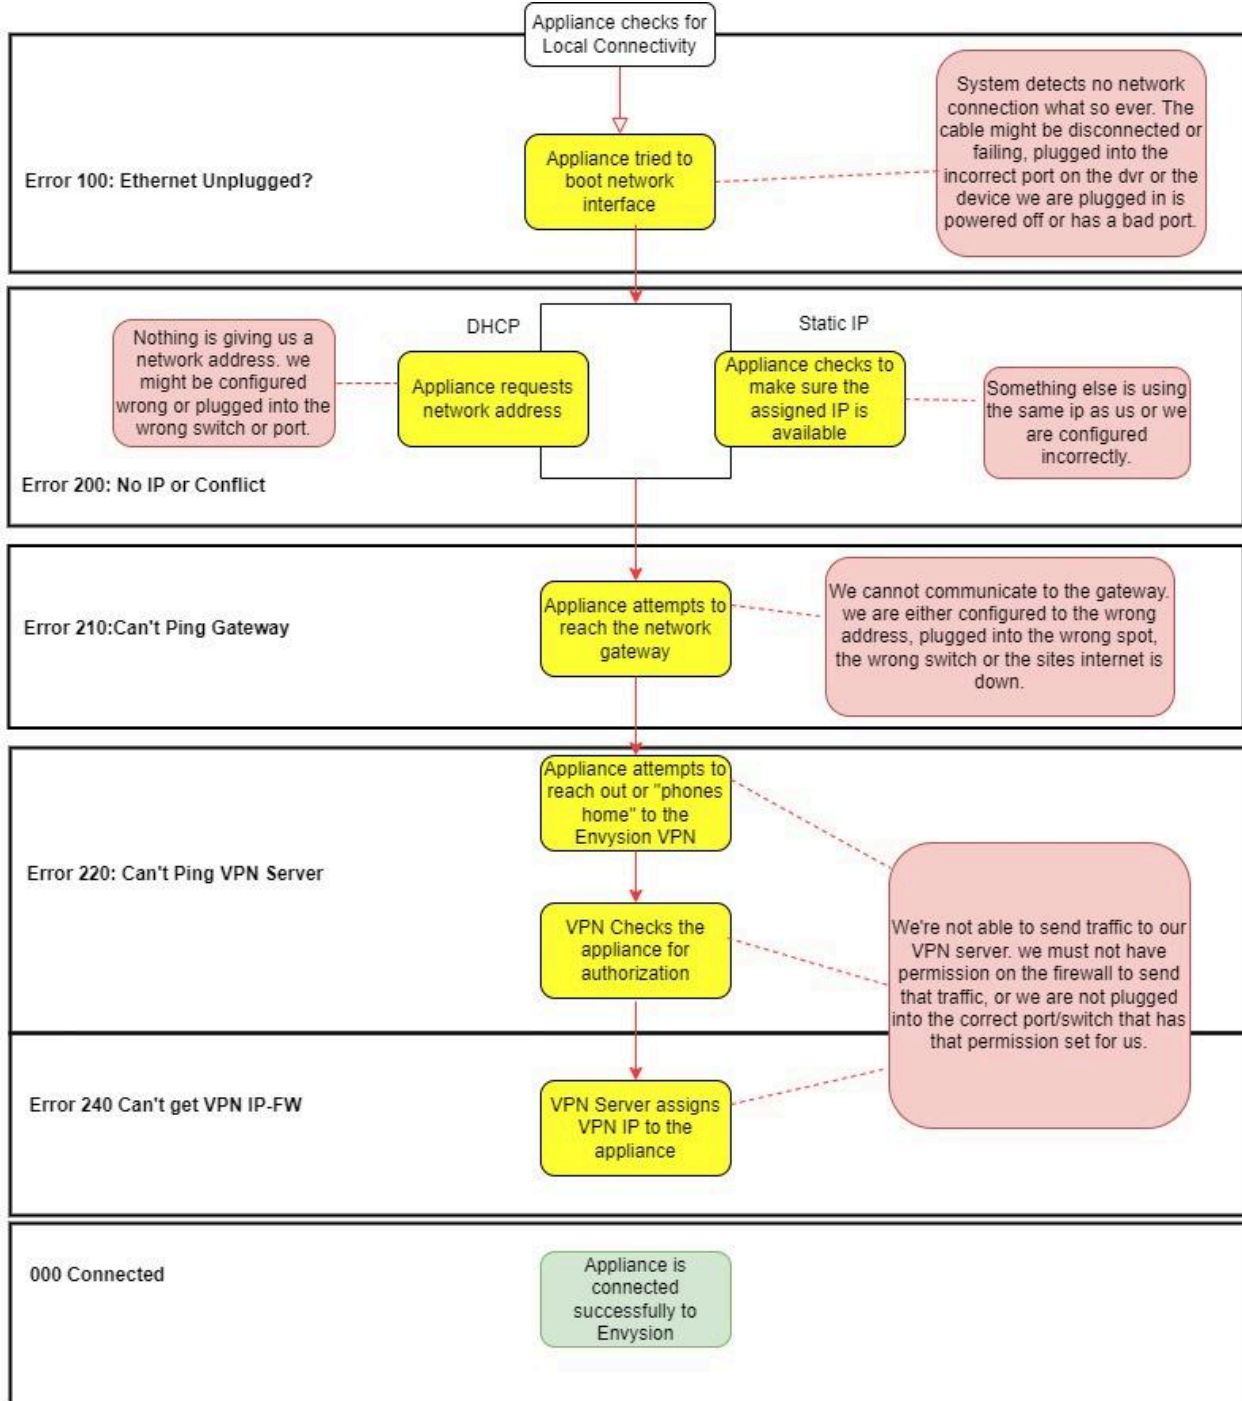 Appliance checks for
Local Connectivity
System detects no network
connection what so ever. The
cable might be disconnected or
failing, plugged into the
incorrect port on the dvr or the
device we are plugged in is
powered off or has a bad port.
Error 100: Ethernet Unplugged?
Appliance tried to
boot network
interface
DHCP
Static IP
Nothing is giving us a
network address. we
might be configured
wrong or plugged into the
wrong switch or port.
Appliance requests
network address
Appliance checks to
make sure the
assigned IP is
available
Something else is using
the same ip as us or we
are configured
incorrectly.
Error 200: No IP or Conflict
Error 210:Can't Ping Gateway
Appliance attempts to
reach the network
gateway
We cannot communicate to the gateway.
we are either configured to the wrong
address, plugged into the wrong spot,
the wrong switch or the sites internet is
down.
Appliance attempts to
reach out or "phones
home" to the
Envysion VPN
Error 220: Can't Ping VPN Server
VPN Checks the
appliance for
authorization
We're not able to send traffic to our
VPN server. we must not have
permission on the firewall to send
that traffic, or we are not plugged
into the correct port/switch that has
that permission set for us.
Error 240 Can't get VPN IP-FW
VPN Server assigns
VPN IP to the
appliance
000 Connected
Appliance is
connected
successfully to
Envysion